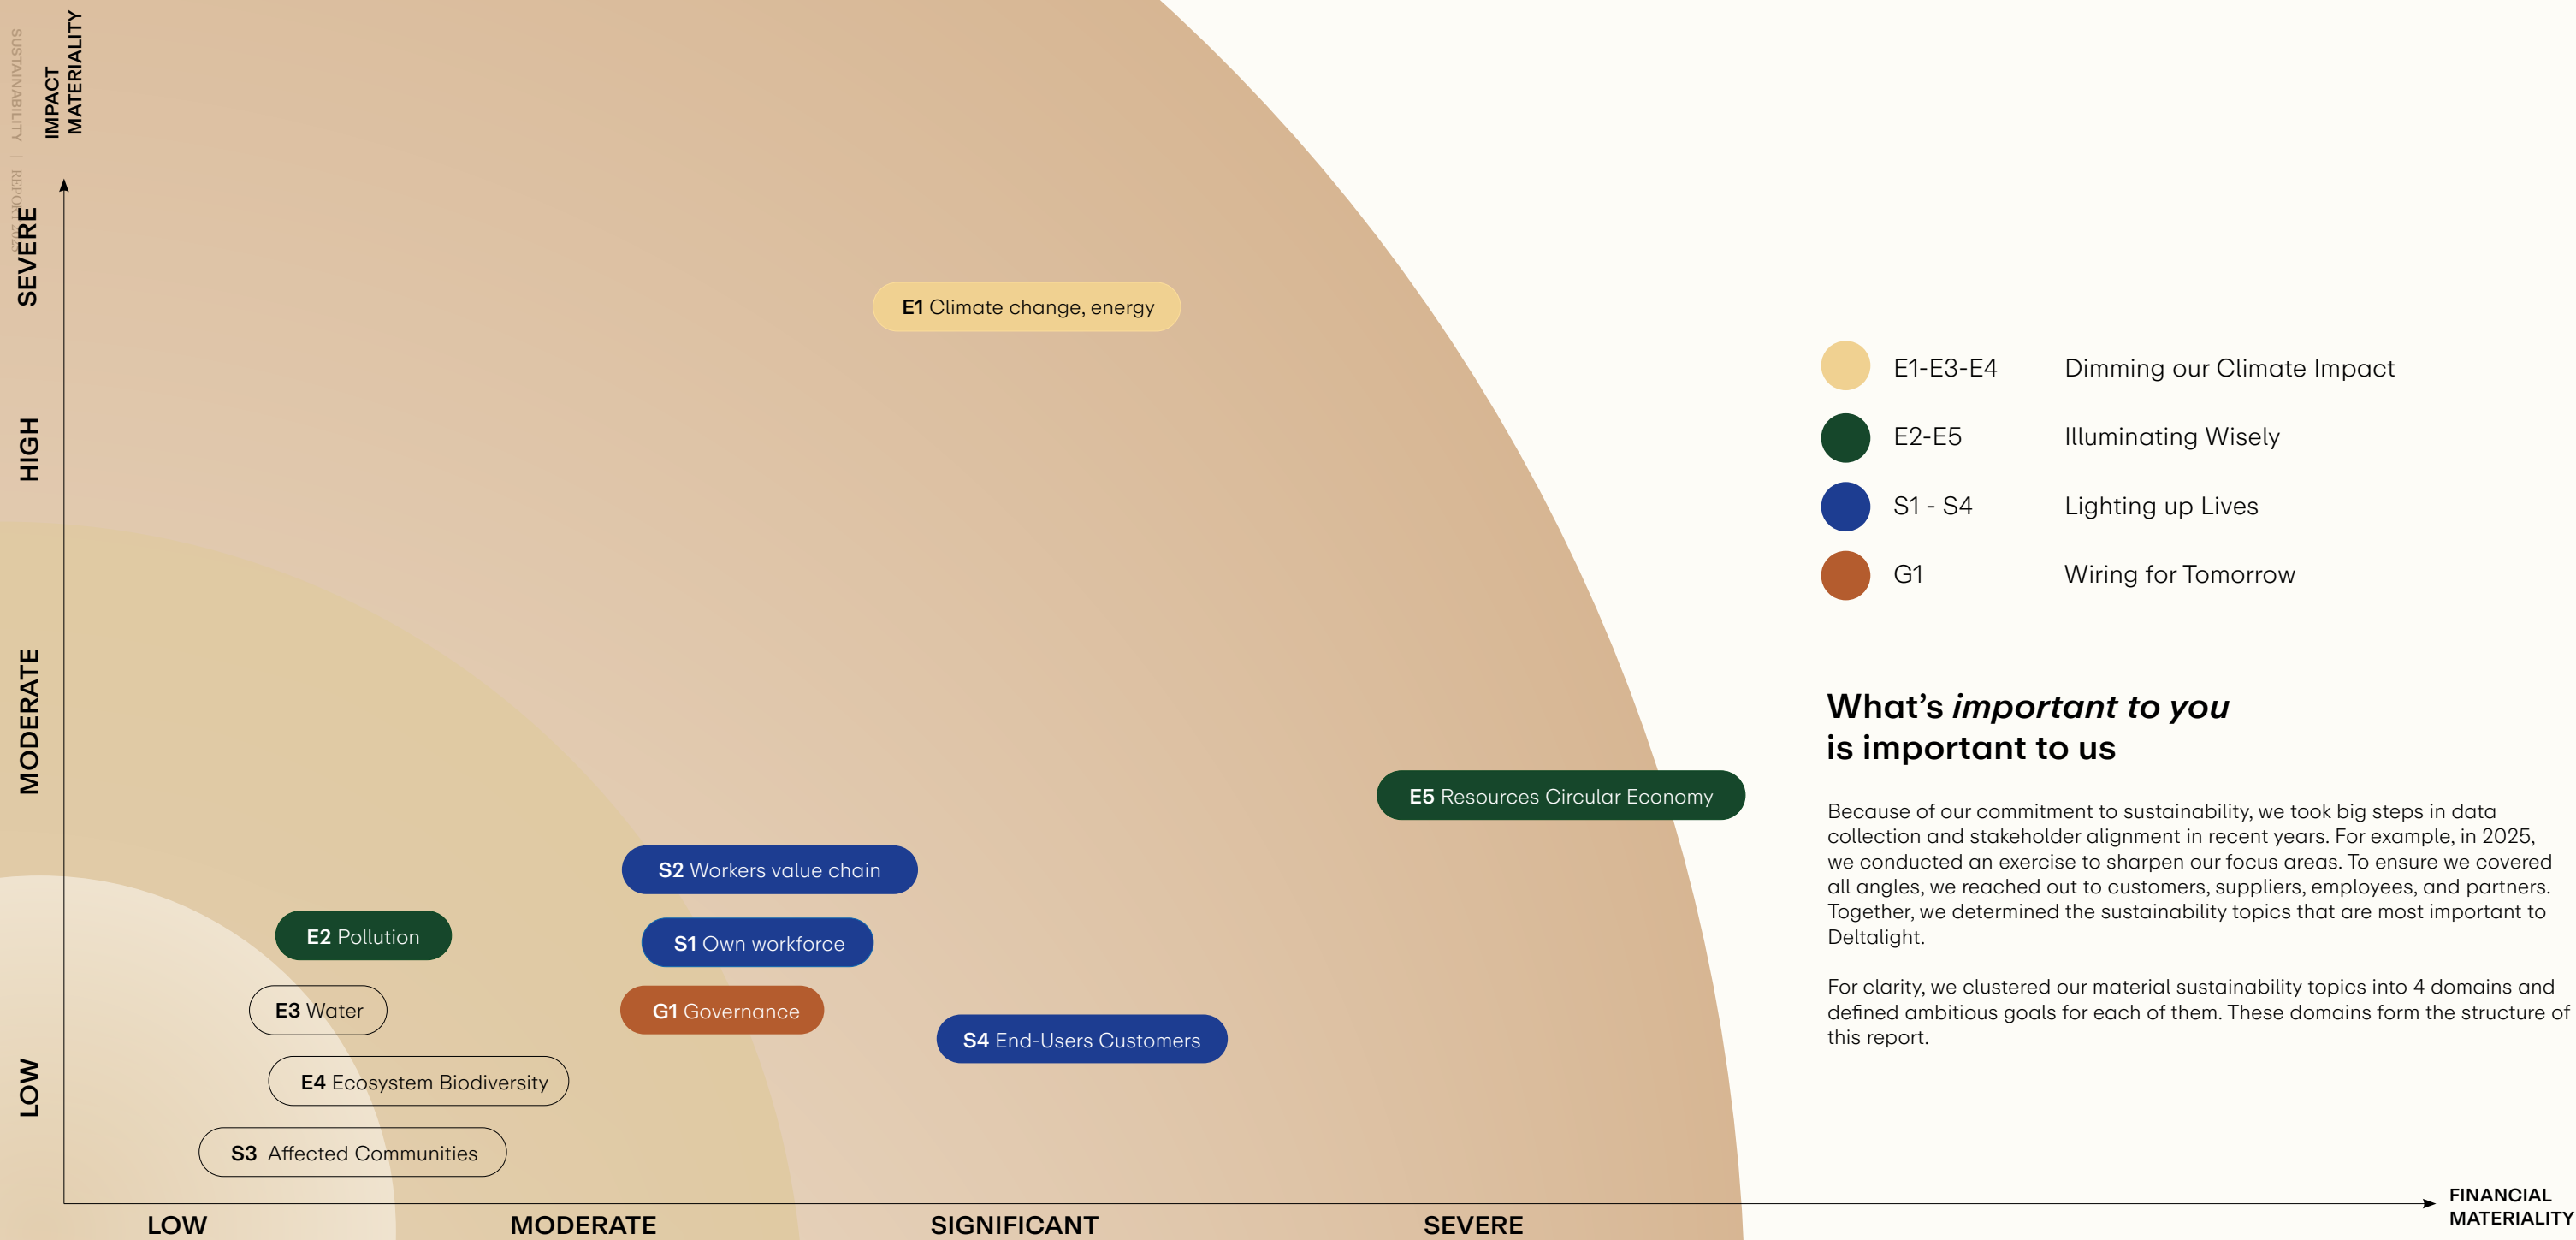 SUSTAINABILITY | REPORT 2025
IMPACT
MATERIALITY
SEVERE
HIGH
MODERATE
LOW
E1 Climate change, energy
E5 Resources Circular Economy
S2 Workers value chain
E2 Pollution
S1 Own workforce
E3 Water
G1 Governance
S4 End-Users Customers
E4 Ecosystem Biodiversity
S3 Affected Communities
LOW
MODERATE
SIGNIFICANT
SEVERE
FINANCIAL
MATERIALITY
E1-E3-E4 Dimming our Climate Impact
E2-E5 Illuminating Wisely
S1 - S4 Lighting up Lives
G1 Wiring for Tomorrow
What’s important to you
is important to us
Because of our commitment to sustainability, we took big steps in data
collection and stakeholder alignment in recent years. For example, in 2025,
we conducted an exercise to sharpen our focus areas. To ensure we covered
all angles, we reached out to customers, suppliers, employees, and partners.
Together, we determined the sustainability topics that are most important to
Deltalight.
For clarity, we clustered our material sustainability topics into 4 domains and
defined ambitious goals for each of them. These domains form the structure of
this report.